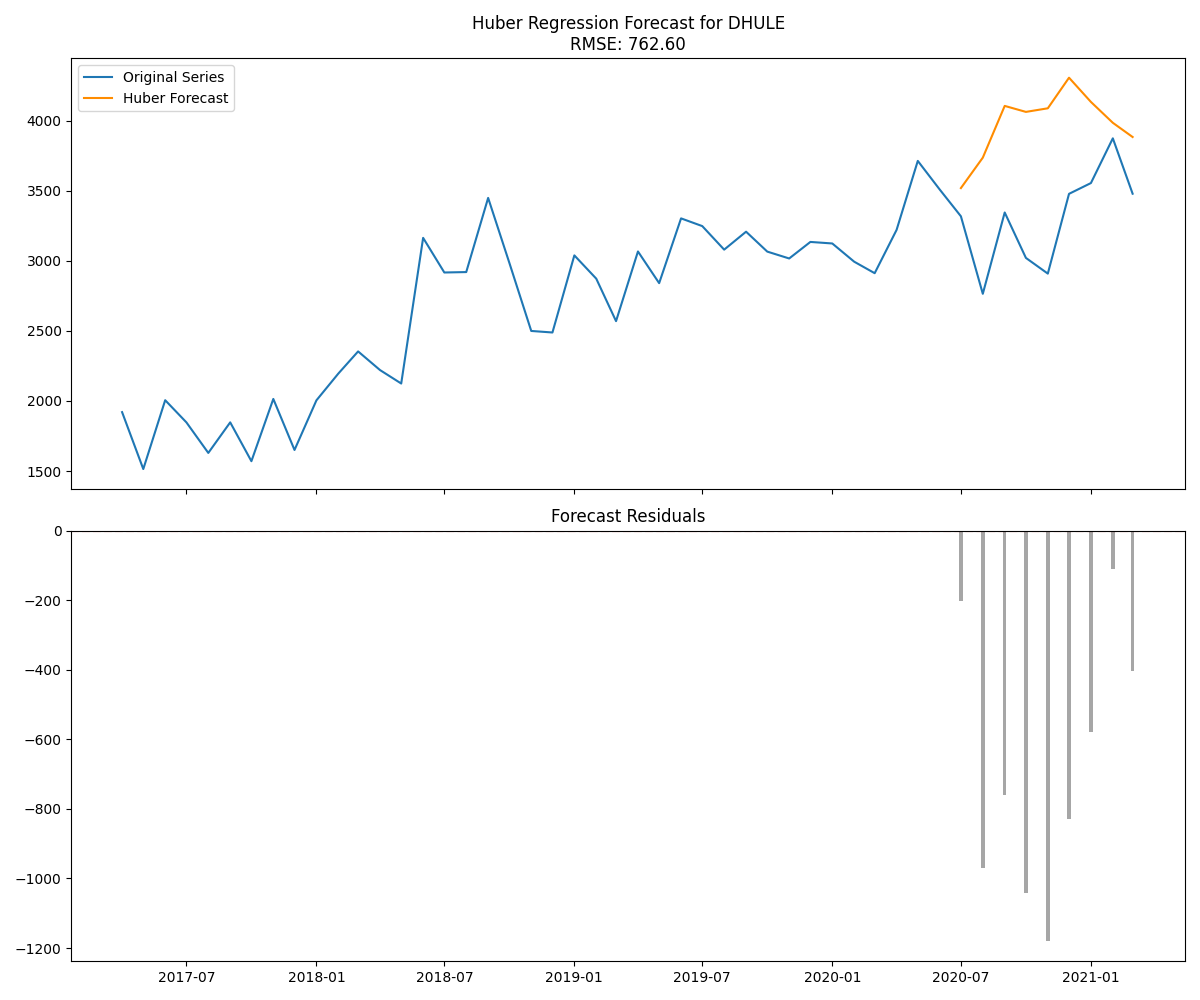 Huber Regression Forecast for DHULE
RMSE: 762.60
Original Series
Huber Forecast
4000
3500
3000
2500
2000
1500
Forecast Residuals
0
−200
−400
−600
−800
−1000
−1200
2017-07 2018-01 2018-07 2019-01 2019-07 2020-01 2020-07 2021-01